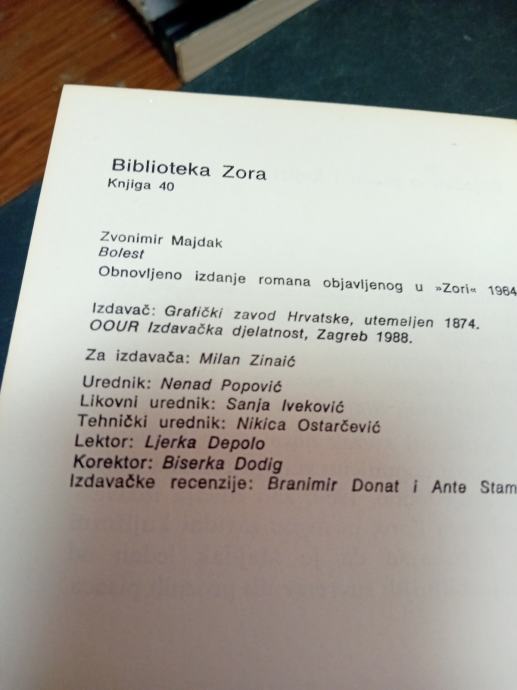 Biblioteka Zora
Knjiga 40
Zvonimir Majdak
Bolest
Obnovljeno izdanje romana objavljenog u »Zori« 1964
Izdavač: Grafički zavod Hrvatske, utemeljen 1874.
OOUR Izdavačka djelatnost, Zagreb 1988.
Za izdavača: Milan Zinaić
Urednik: Nenad Popović
Likovni urednik: Sanja Iveković
Tehnički urednik: Nikica Ostarčević
Lektor: Ljerka Depolo
Korektor: Biserka Dodig
Izdavačke recenzije: Branimir Donat i Ante Stam